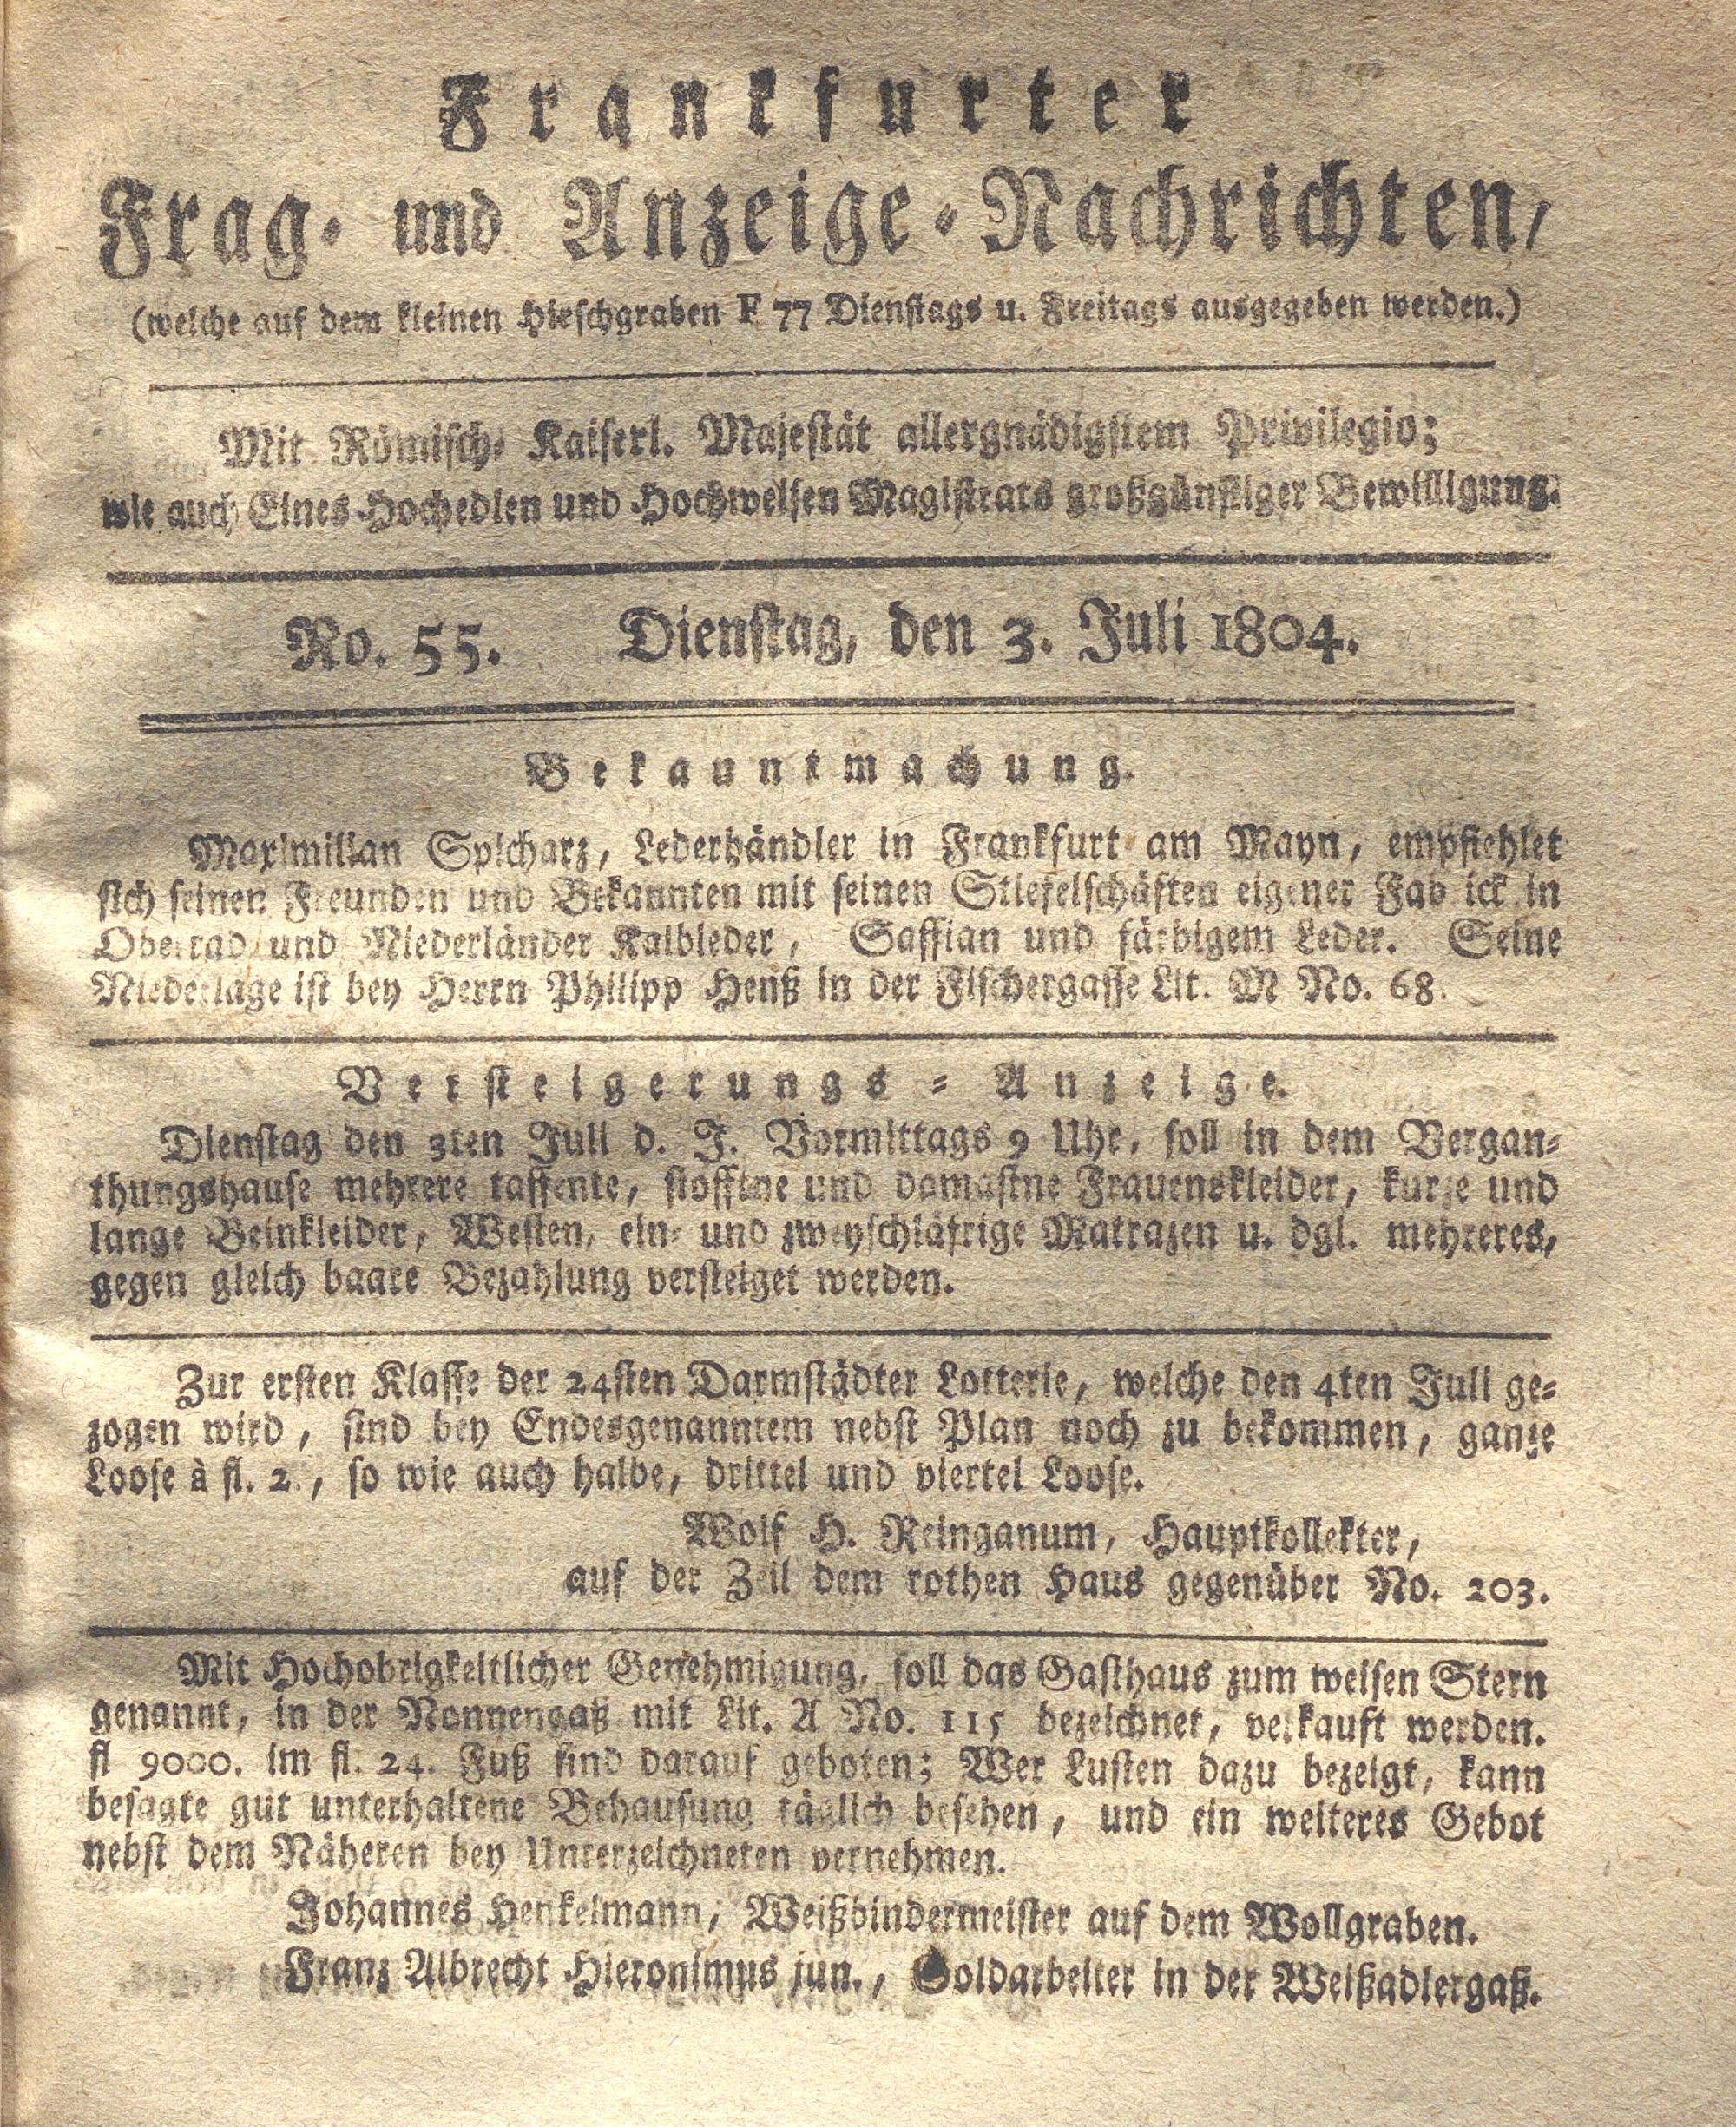 Frankfurter
Frag- und Anzeige-Nachrichten,
(welche auf dem kleinen Hirschgraben F 77 Dienstags u. Freitags ausgegeben werden.)
Mit Römisch- Kaiserl. Majestät allergnädigstem Privilegio;
wie auch Eines Hochedlen und Hochweisen Magistrats großgünstiger Bewilligung.
No. 55. Dienstag, den 3. Juli 1804.
Bekanntmachung.
Maximilian Spicharz, Lederhändler in Frankfurt am Mayn, empfiehlet
sich seinen Freunden und Bekannten mit seinen Stiefelschäften eigener Fabrick in
Oberrad und Niederländer Kalbleder, Saffian und färbigem Leder. Seine
Niederlage ist bey Herrn Philipp Henß in der Fischergasse Lit. M No. 68.
Versteigerungs-Anzeige.
Dienstag den 3ten Juli d. J. Vormittags 9 Uhr, soll in dem Vergan-
thungshause mehrere taffente, stoffene und damastne Frauenskleider, kurze und
lange Beinkleider, Westen, ein- und zweyschläfrige Matrazen u. dgl. mehreres,
gegen gleich baare Bezahlung versteiget werden.
Zur ersten Klasse der 24sten Darmstädter Lotterie, welche den 4ten Juli ge-
zogen wird, sind bey Endesgenanntem nebst Plan noch zu bekommen, ganze
Loose à fl. 2., so wie auch halbe, drittel und viertel Loose.
Wolf H. Reinganum, Hauptkollekter,
auf der Zeil dem rothen Haus gegenüber No. 203.
Mit Hochobrigkeitlicher Genehmigung, soll das Gasthaus zum weisen Stern
genannt, in der Nonnengaß mit Lit. A No. 115 bezeichnet, verkauft werden.
fl 9000. im fl. 24. Fuß sind darauf geboten; Wer Lusten dazu bezeigt, kann
besagte gut unterhaltene Behausung täglich besehen, und ein weiteres Gebot
nebst dem Näheren bey Unterzeichneten vernehmen.
Johannes Henkelmann, Weißbindermeister auf dem Wollgraben.
Franz Albrecht Hieronimus jun., Goldarbeiter in der Weißadlergaß.